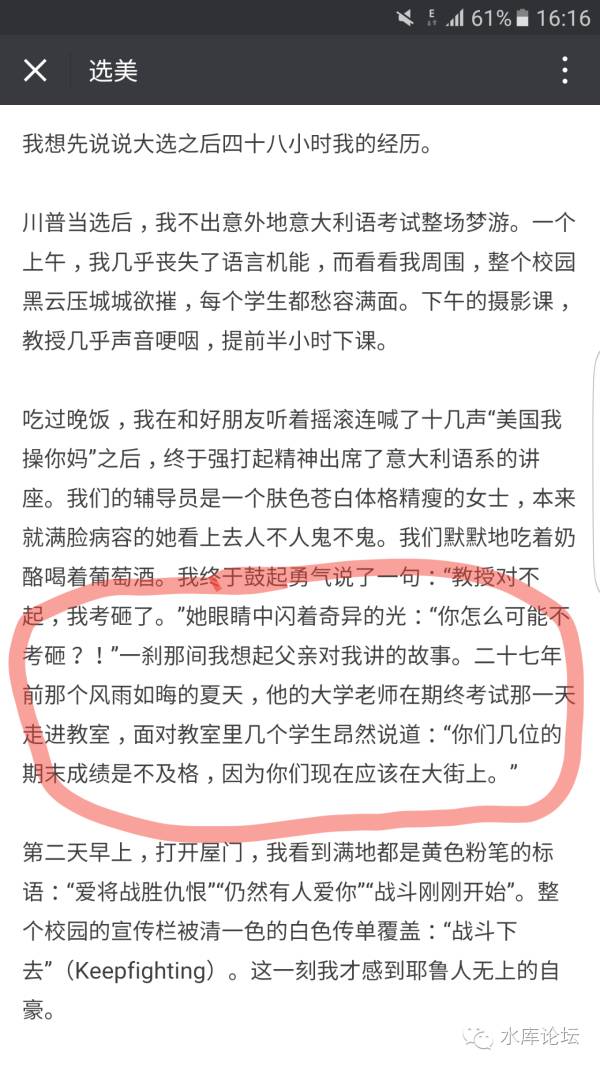 E
61%
16:16
选美
我想先说说大选之后四十八小时我的经历。
川普当选后，我不出意外地意大利语考试整场梦游。一个
上午，我几乎丧失了语言机能，而看看我周围，整个校园
黑云压城城欲摧，每个学生都愁容满面。下午的摄影课，
教授几乎声音哽咽，提前半小时下课。
吃过晚饭，我在和好朋友听着摇滚连喊了十几声“美国我
操你妈”之后，终于强打起精神出席了意大利语系的讲
座。我们的辅导员是一个肤色苍白体格精瘦的女士，本来
就满脸病容的她看上去人不人鬼不鬼。我们默默地吃着奶
酪喝着葡萄酒。我终于鼓起勇气说了一句：“教授对不
起，我考砸了。”她眼睛中闪着奇异的光：“你怎么可能不
考砸？！”一刹那间我想起父亲对我讲的故事。二十七年
前那个风雨如晦的夏天，他的大学老师在期终考试那一天
走进教室，面对教室里几个学生昂然说道：“你们几位的
期末成绩是不及格，因为你们现在应该在大街上。”
第二天早上，打开屋门，我看到满地都是黄色粉笔的标
语：“爱将战胜仇恨”“仍然有人爱你”“战斗刚刚开始”。整
个校园的宣传栏被清一色的白色传单覆盖：“战斗下
去”（Keepfighting）。这一刻我才感到耶鲁人无上的自
豪。
水库论坛